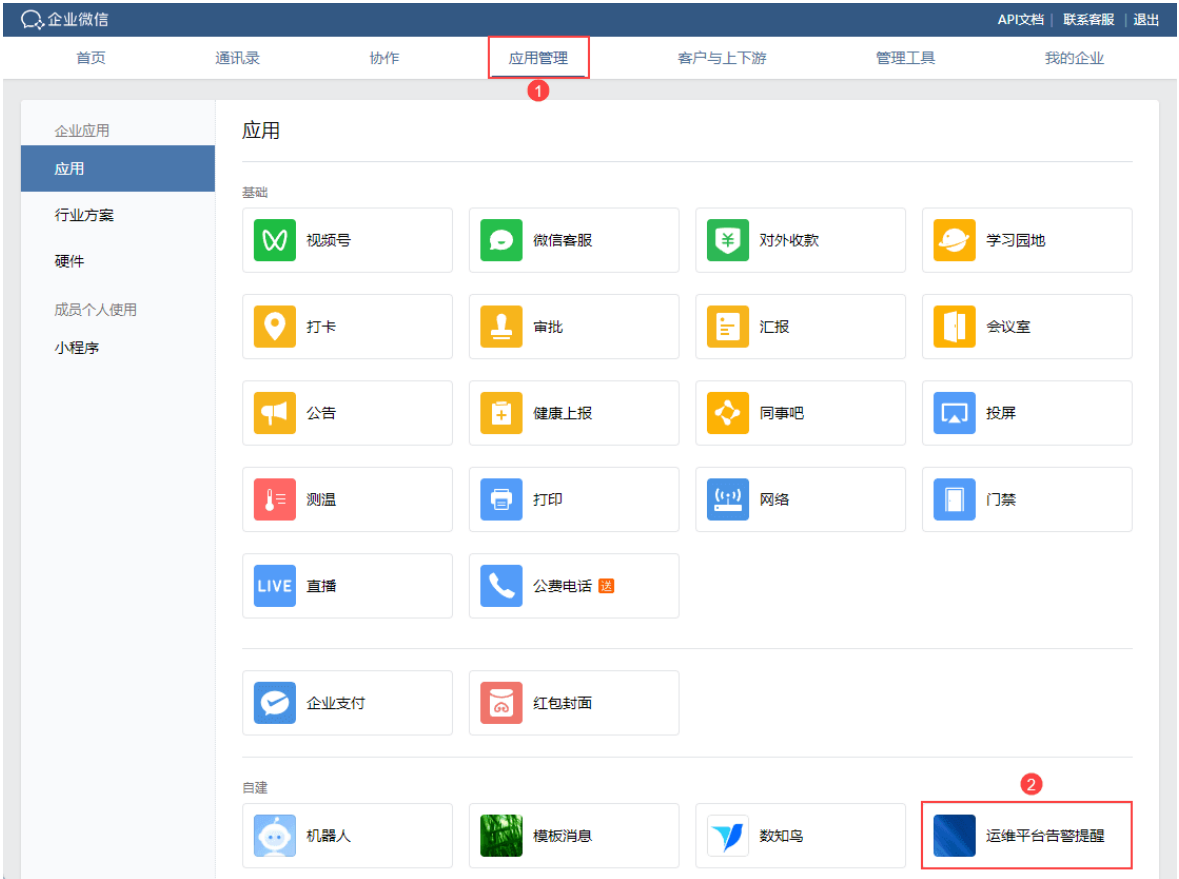 企业微信 API文档 | 联系客服 | 退出
首页 通讯录 协作 应用管理 客户与上下游 管理工具 我的企业
1
企业应用
应用
行业方案
硬件
成员个人使用
小程序
应用
基础
视频号 微信客服 对外收款 学习园地
打卡 审批 汇报 会议室
公告 健康上报 同事吧 投屏
测温 打印 网络 门禁
LIVE 直播 公费电话 送
企业支付 红包封面
自建
2
机器人 模板消息 数知鸟 运维平台告警提醒